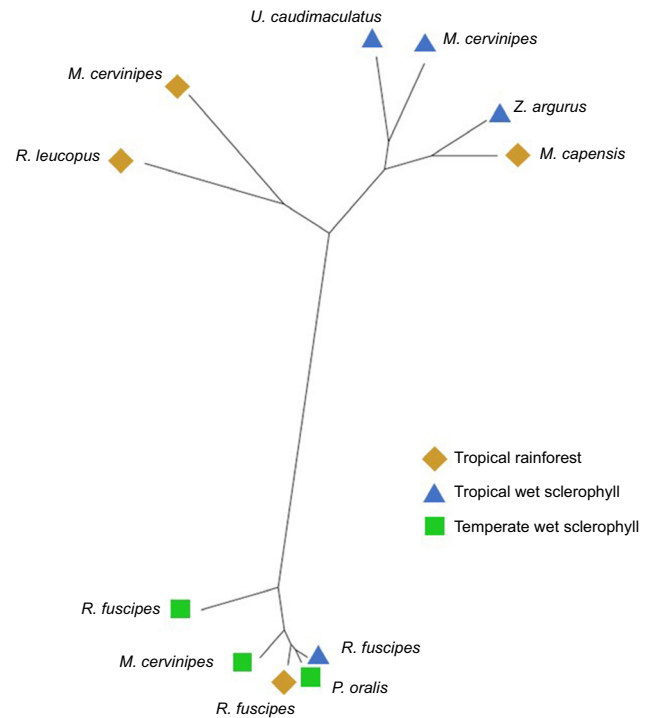 U. caudimaculatus
M. cervinipes
M. cervinipes
Z. argurus
R. leucopus
M. capensis
Tropical rainforest
Tropical wet sclerophyll
Temperate wet sclerophyll
R. fuscipes
R. fuscipes
M. cervinipes
P. oralis
R. fuscipes